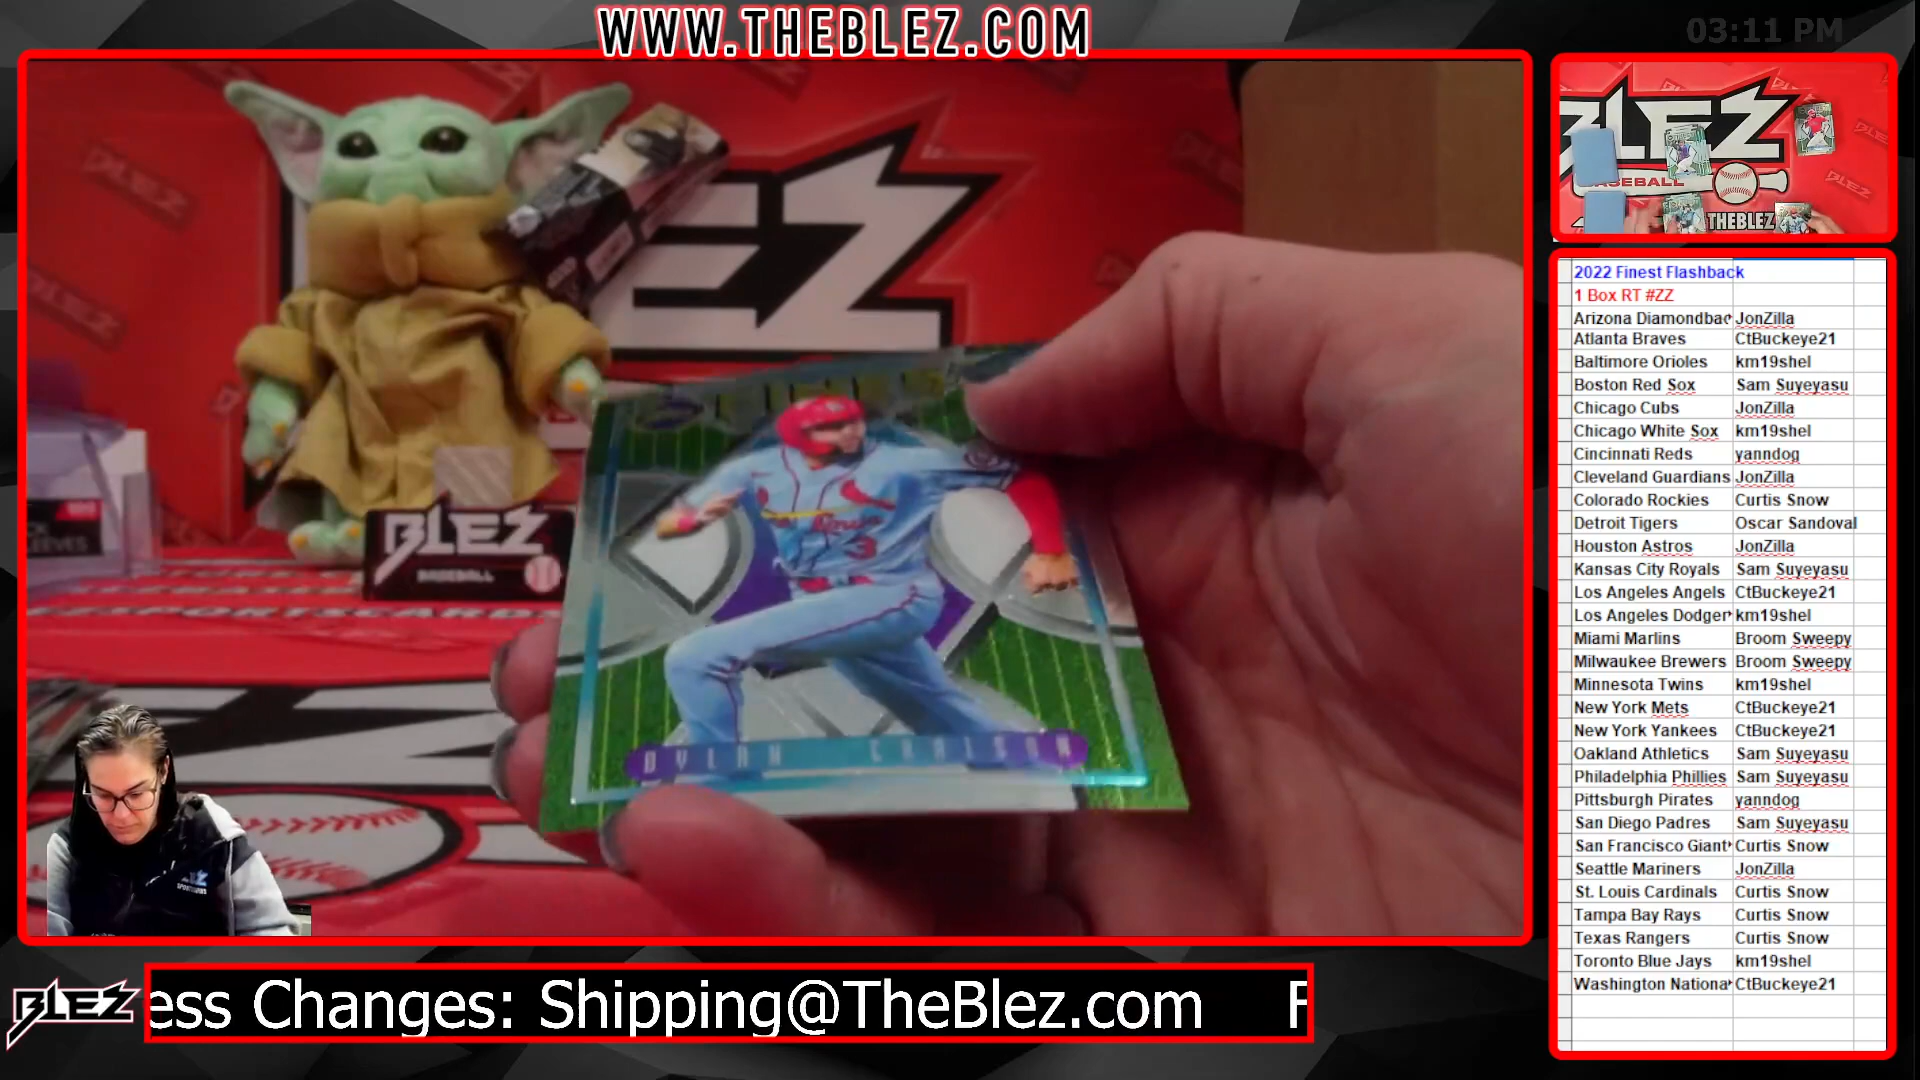 WWW.THEBLEZ.COM
03:11 PM
BLEZ
BASEBALL
THEBLEZ
BLEZ
BASEBALL
DYLAN CARLSON
2022 Finest Flashback
1 Box RT #ZZ
Arizona Diamondbac JonZilla
Atlanta Braves CtBuckeye21
Baltimore Orioles km19shel
Boston Red Sox Sam Suyeyasu
Chicago Cubs JonZilla
Chicago White Sox km19shel
Cincinnati Reds yanndog
Cleveland Guardians JonZilla
Colorado Rockies Curtis Snow
Detroit Tigers Oscar Sandoval
Houston Astros JonZilla
Kansas City Royals Sam Suyeyasu
Los Angeles Angels CtBuckeye21
Los Angeles Dodger km19shel
Miami Marlins Broom Sweepy
Milwaukee Brewers Broom Sweepy
Minnesota Twins km19shel
New York Mets CtBuckeye21
New York Yankees CtBuckeye21
Oakland Athletics Sam Suyeyasu
Philadelphia Phillies Sam Suyeyasu
Pittsburgh Pirates yanndog
San Diego Padres Sam Suyeyasu
San Francisco Giant Curtis Snow
Seattle Mariners JonZilla
St. Louis Cardinals Curtis Snow
Tampa Bay Rays Curtis Snow
Texas Rangers Curtis Snow
Toronto Blue Jays km19shel
Washington Nationa CtBuckeye21
BLEZ
ess Changes: Shipping@TheBlez.com F